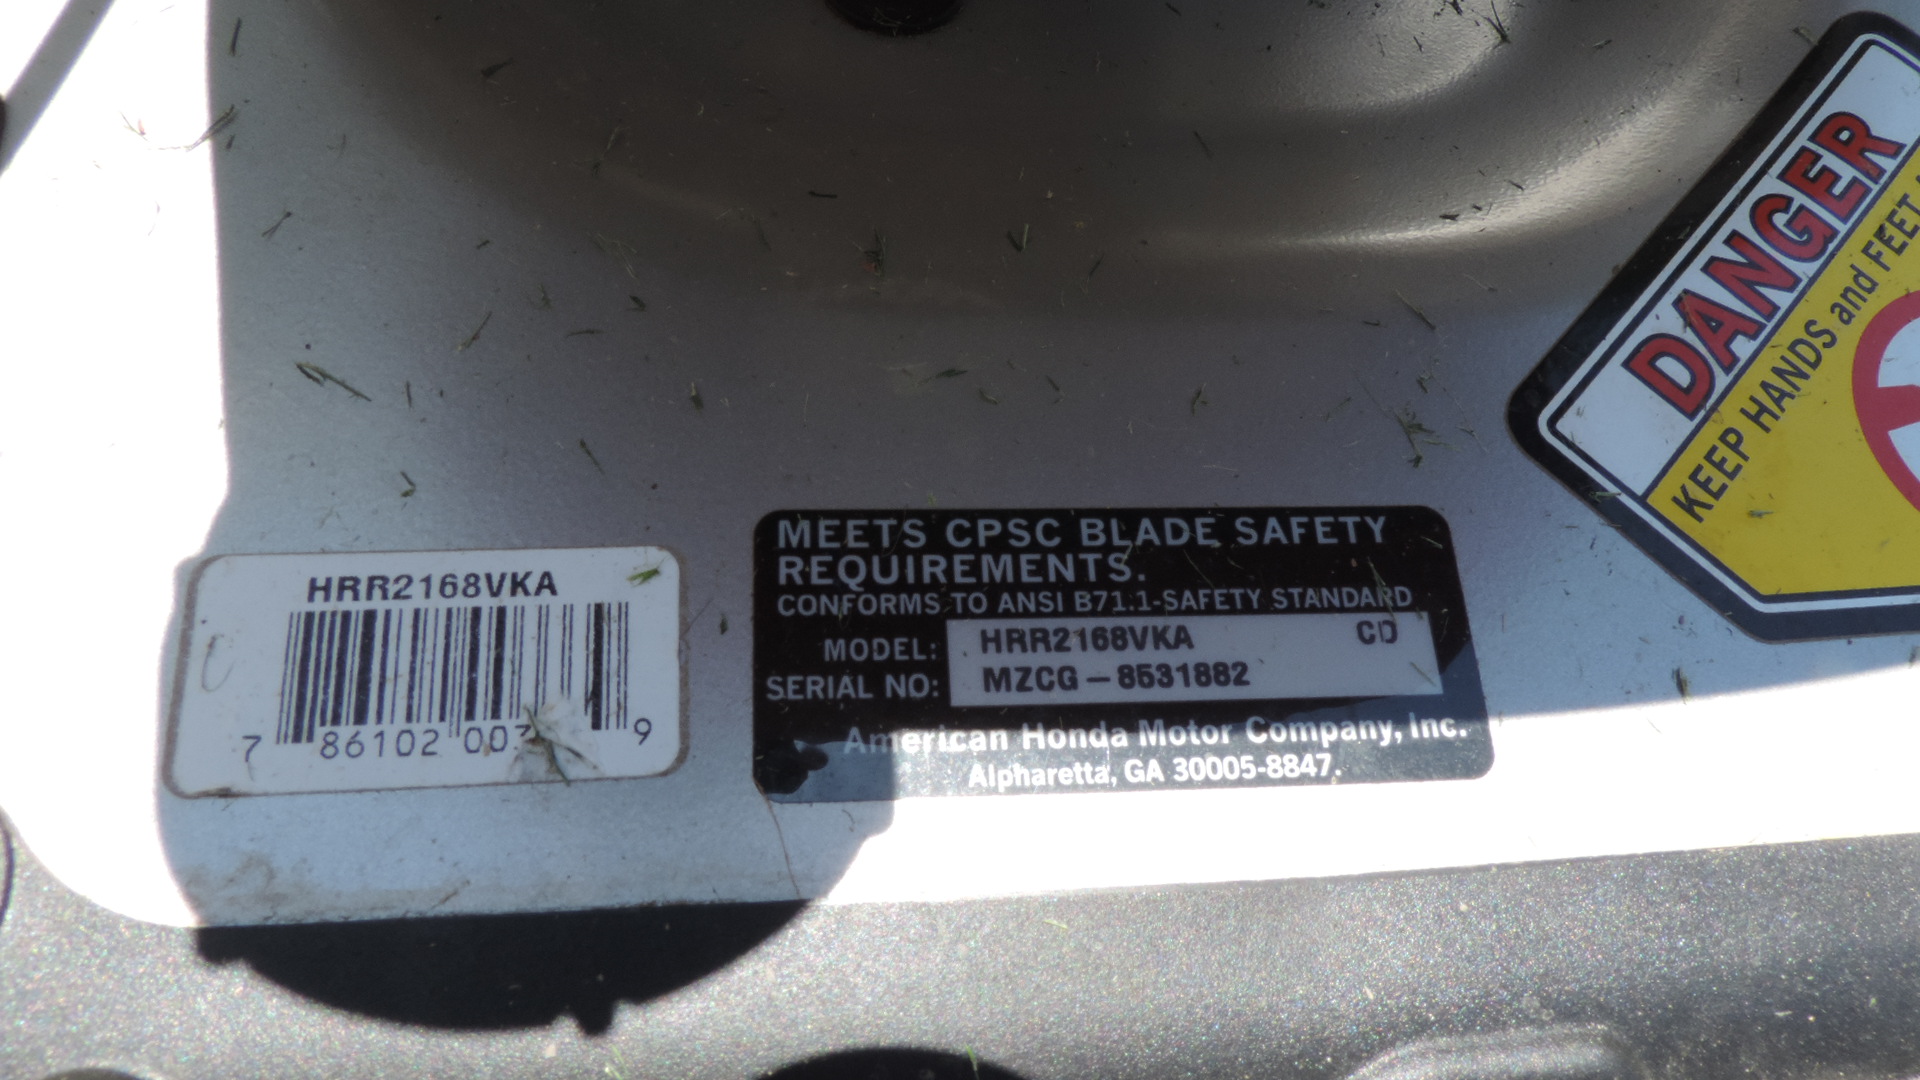 HRR2168VKA
7 86102 00 9
MEETS CPSC BLADE SAFETY
REQUIREMENTS.
CONFORMS TO ANSI B71.1-SAFETY STANDARD
MODEL: HRR2168VKA CD
SERIAL NO: MZCG-8531882
American Honda Motor Company, Inc.
Alpharetta, GA 30005-8847.
DANGER
KEEP HANDS and FEET